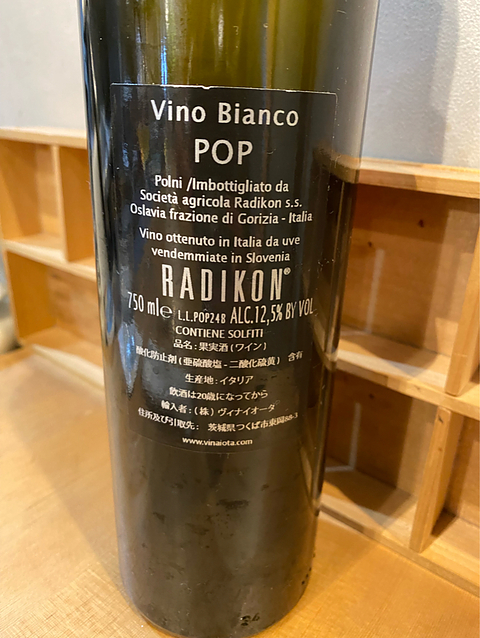 Vino Bianco
POP
Polni /Imbottigliato da
Società agricola Radikon s.s.
Oslavia frazione di Gorizia - Italia
Vino ottenuto in Italia da uve
vendemmiate in Slovenia
RADIKON®
750 ml℮ L.L.POP24B ALC.12,5% BY VOL
CONTIENE SOLFITI
品名：果実酒(ワイン)
酸化防止剤(亜硫酸塩・二酸化硫黄) 含有
生産地：イタリア
飲酒は20歳になってから
輸入者：(株)ヴィナイオータ
住所及び引取先： 茨城県つくば市東岡88-3
www.vinaiota.com